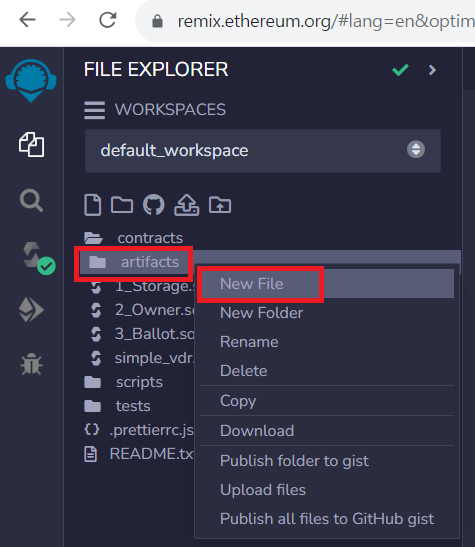 remix.ethereum.org/#lang=en&optim
FILE EXPLORER
WORKSPACES
default_workspace
contracts
artifacts
1_Storage.s
New File
2_Owner.so
New Folder
3_Ballot.so
Rename
simple_vdr.
Delete
scripts
Copy
tests
Download
{} .prettierrc.js
README.tx
Publish folder to gist
Upload files
Publish all files to GitHub gist